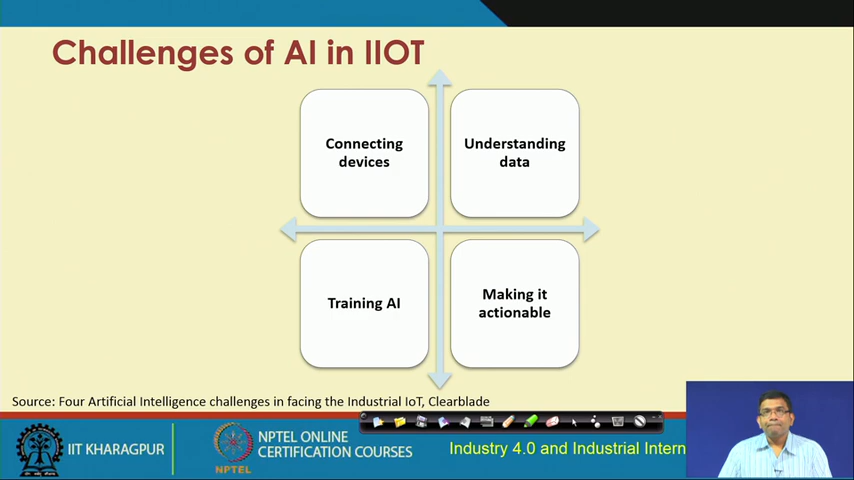 Challenges of AI in IIOT
Connecting
devices
Understanding
data
Training AI
Making it
actionable
Source: Four Artificial Intelligence challenges in facing the Industrial IoT, Clearblade
IIT KHARAGPUR
NPTEL
NPTEL ONLINE
CERTIFICATION COURSES
Industry 4.0 and Industrial Intern